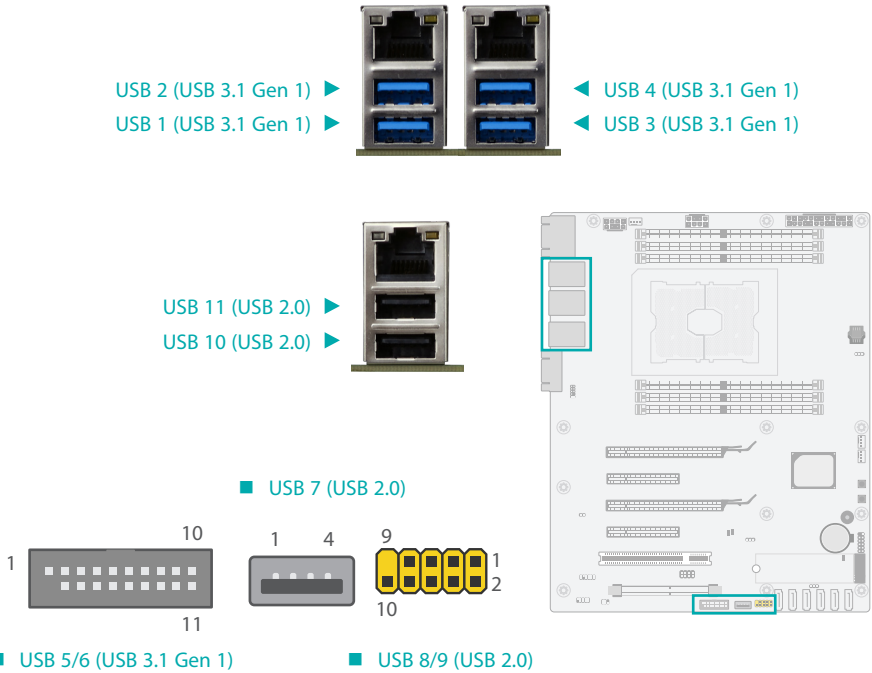 USB 2 (USB 3.1 Gen 1)
USB 4 (USB 3.1 Gen 1)
USB 1 (USB 3.1 Gen 1)
USB 3 (USB 3.1 Gen 1)
USB 11 (USB 2.0)
USB 10 (USB 2.0)
USB 7 (USB 2.0)
10
1
1 4
9
1
2
10
11
USB 5/6 (USB 3.1 Gen 1)
USB 8/9 (USB 2.0)